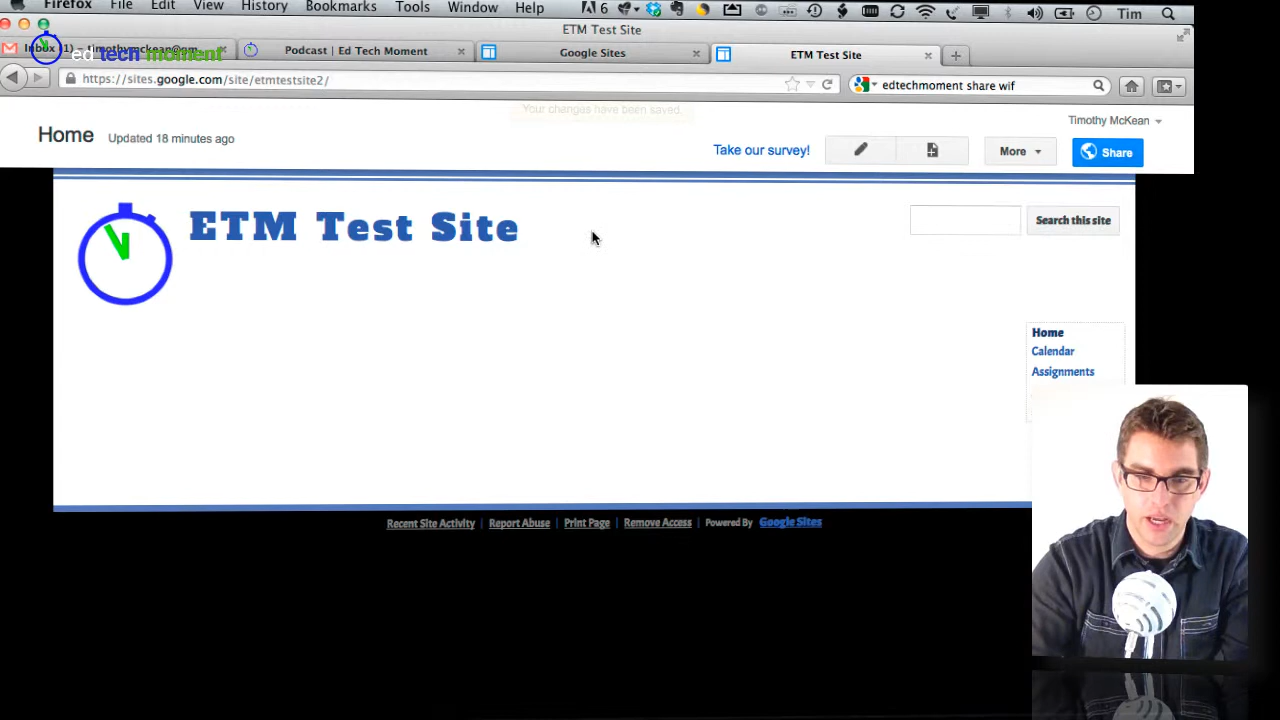 Firefox File Edit View History Bookmarks Tools Window Help 6 Tim
ETM Test Site
ed tech moment
Inbox (1) Podcast | Ed Tech Moment Google Sites ETM Test Site
https://sites.google.com/site/etmtestsite2/ edtechmoment share wif
Your changes have been saved.
Timothy McKean
Home Updated 18 minutes ago
Take our survey! More Share
ETM Test Site
Search this site
Home
Calendar
Assignments
Recent Site Activity | Report Abuse | Print Page | Remove Access | Powered By Google Sites